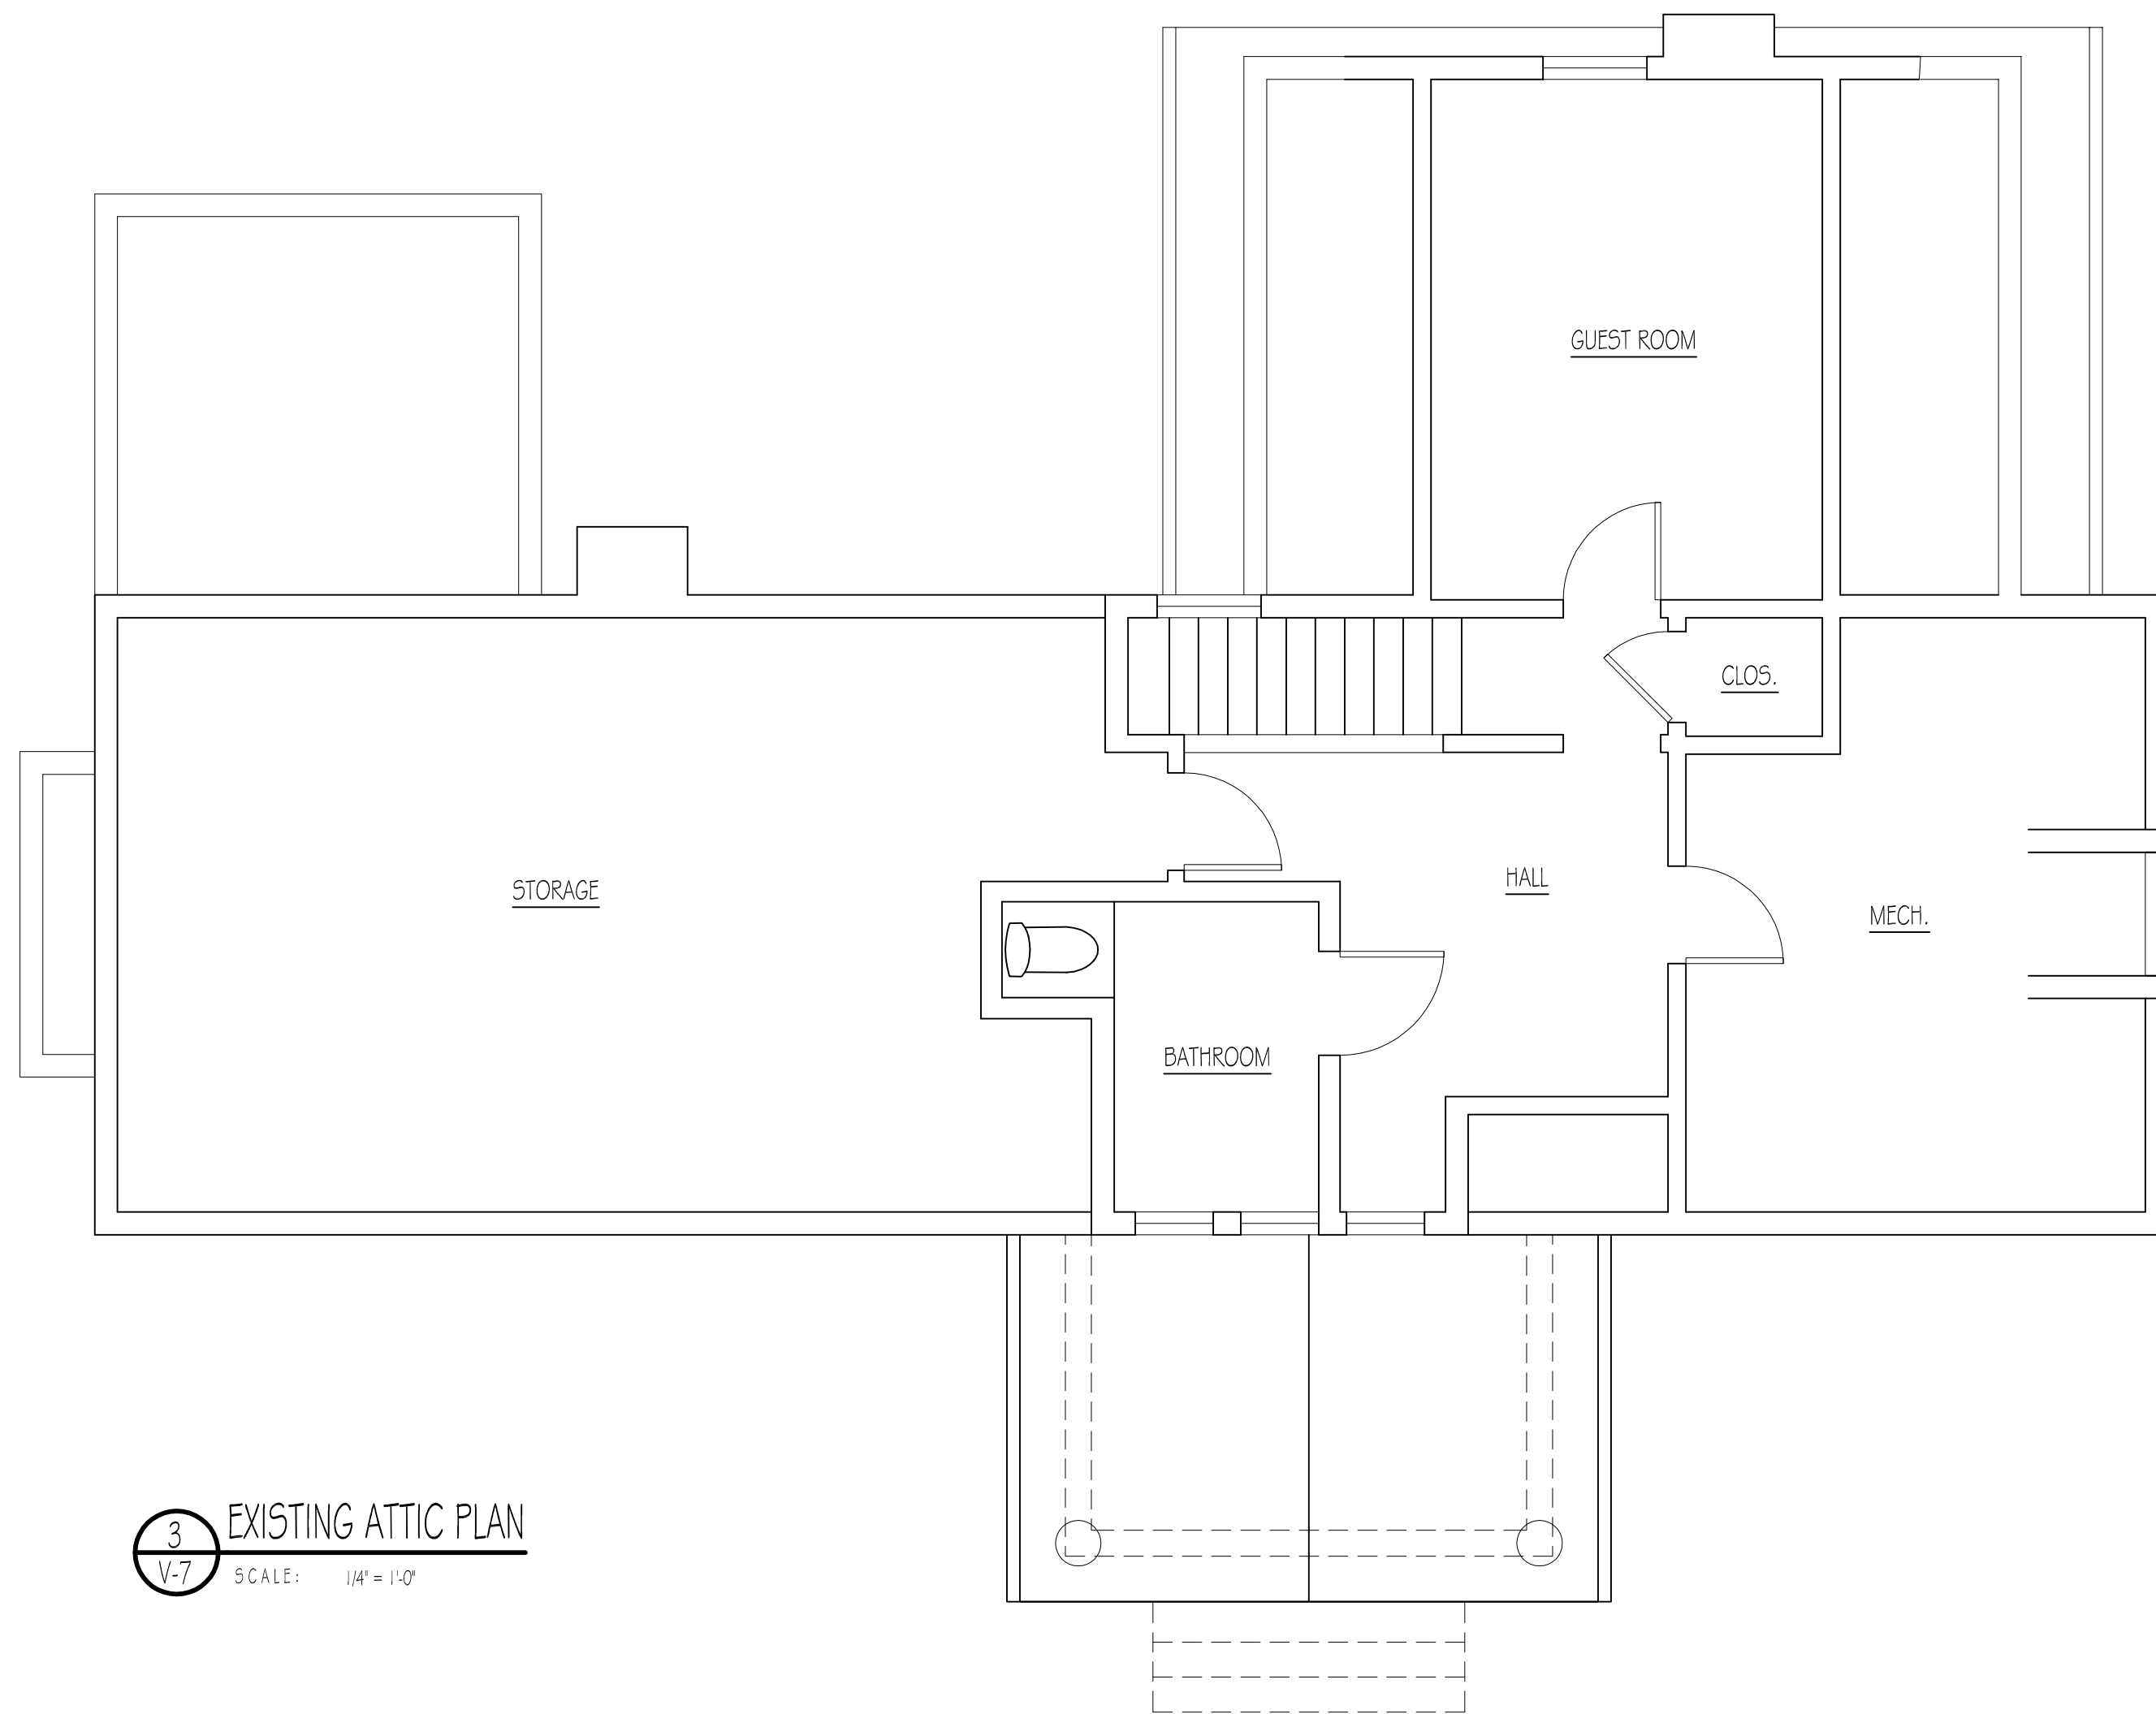 GUEST ROOM
CLOS.
STORAGE
HALL
MECH.
BATHROOM
3
EXISTING ATTIC PLAN
V-7
SCALE: 1/4" = 1'-0"